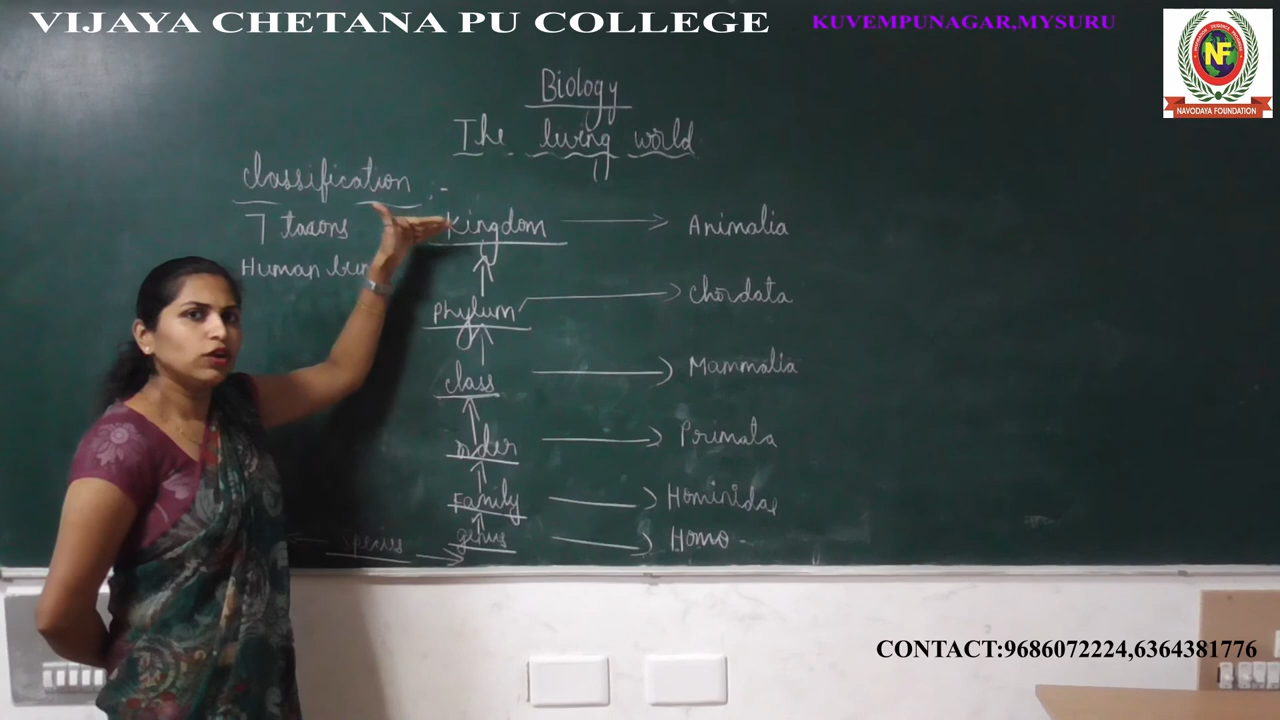 VIJAYA CHETANA PU COLLEGE
KUVEMPUNAGAR,MYSURU
NF
NAVODAYA FOUNDATION
Biology
The living world
Classification :-
7 taxons
Human
Kingdom → Animalia
Phylum → Chordata
class → Mammalia
order → Primata
Family → Hominidae
genus → Homo
Species
CONTACT:9686072224,6364381776